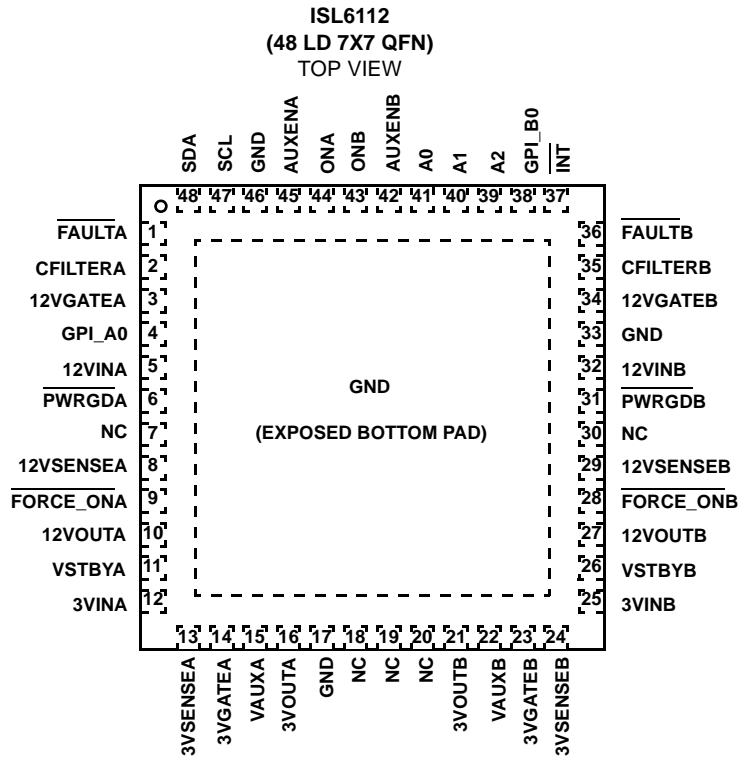 ISL6112
(48 LD 7X7 QFN)
TOP VIEW
SDA
SCL
GND
AUXENA
ONA
ONB
AUXENB
A0
A1
A2
GPI_B0
INT
48 47 46 45 44 43 42 41 40 39 38 37
FAULTA 1
CFILTERA 2
12VGATEA 3
GPI_A0 4
12VINA 5
PWRGDA 6
NC 7
12VSENSEA 8
FORCE_ONA 9
12VOUTA 10
VSTBYA 11
3VINA 12
GND
(EXPOSED BOTTOM PAD)
36 FAULTB
35 CFILTERB
34 12VGATEB
33 GND
32 12VINB
31 PWRGDB
30 NC
29 12VSENSEB
28 FORCE_ONB
27 12VOUTB
26 VSTBYB
25 3VINB
13 14 15 16 17 18 19 20 21 22 23 24
3VSENSEA
3VGATEA
VAUXA
3VOUTA
GND
NC
NC
NC
3VOUTB
VAUXB
3VGATEB
3VSENSEB